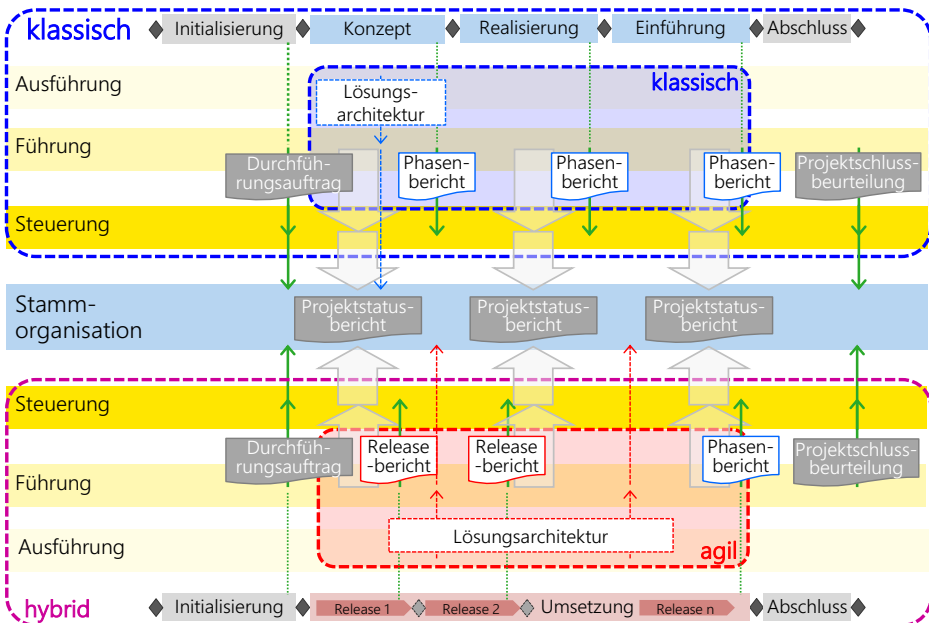 klassisch
Initialisierung
Konzept
Realisierung
Einführung
Abschluss
Ausführung
Lösungs-
architektur
klassisch
Führung
Durchfüh-
rungsauftrag
Phasen-
bericht
Phasen-
bericht
Phasen-
bericht
Projektschluss-
beurteilung
Steuerung
Stamm-
organisation
Projektstatus-
bericht
Projektstatus-
bericht
Projektstatus-
bericht
Steuerung
Durchfüh-
rungsauftrag
Release
-bericht
Release
-bericht
Phasen-
bericht
Projektschluss-
beurteilung
Führung
Ausführung
Lösungsarchitektur
agil
hybrid
Initialisierung
Release 1
Release 2
Umsetzung
Release n
Abschluss